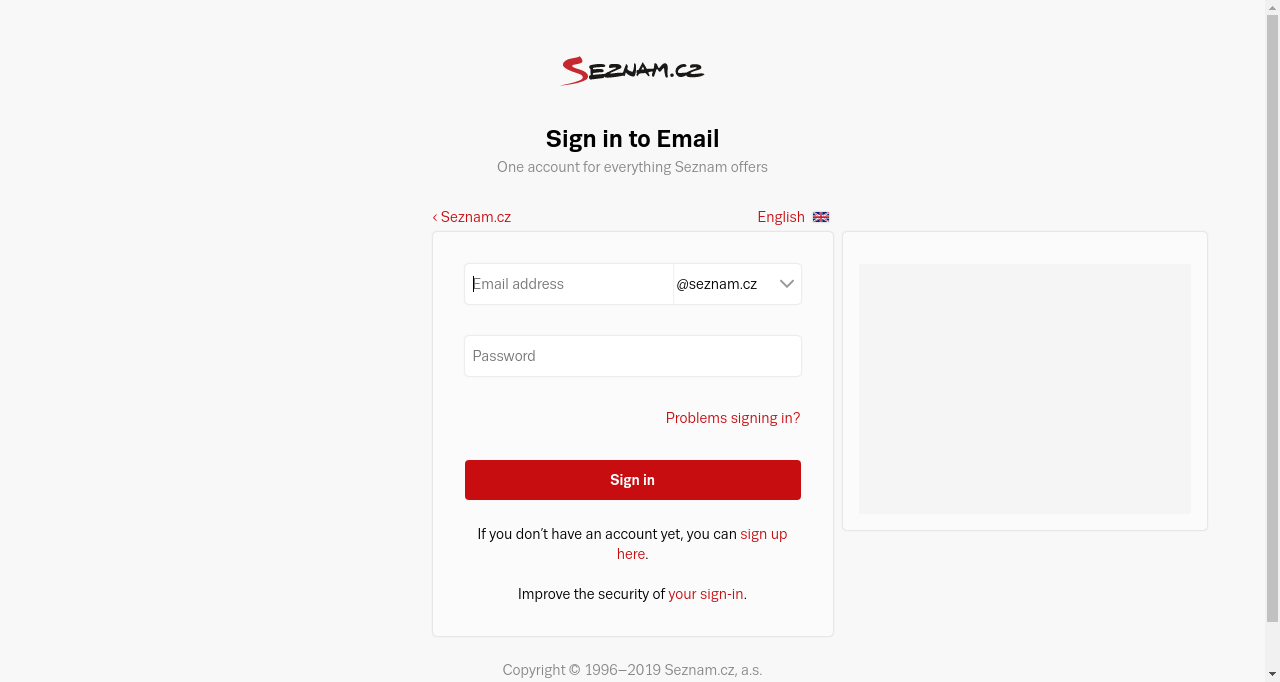 SEZNAM.CZ
Sign in to Email
One account for everything Seznam offers
‹ Seznam.cz
English
Email address
@seznam.cz
Password
Problems signing in?
Sign in
If you don’t have an account yet, you can sign up
here.
Improve the security of your sign-in.
Copyright © 1996–2019 Seznam.cz, a.s.